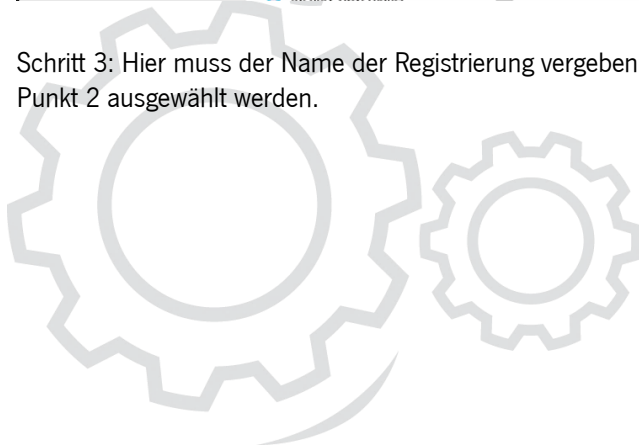 Schritt 3: Hier muss der Name der Registrierung vergeben
Punkt 2 ausgewählt werden.